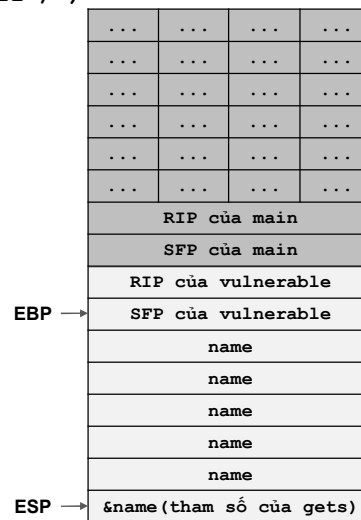 ... ... ... ...
... ... ... ...
... ... ... ...
... ... ... ...
... ... ... ...
... ... ... ...
RIP của main
SFP của main
RIP của vulnerable
EBP SFP của vulnerable
name
name
name
name
name
ESP &name(tham số của gets)